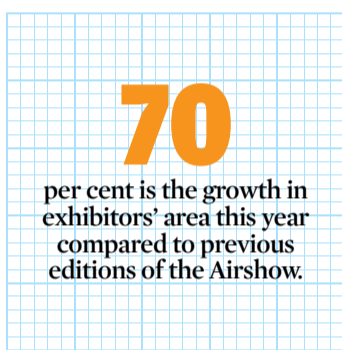 70
per cent is the growth in
exhibitors’ area this year
compared to previous
editions of the Airshow.